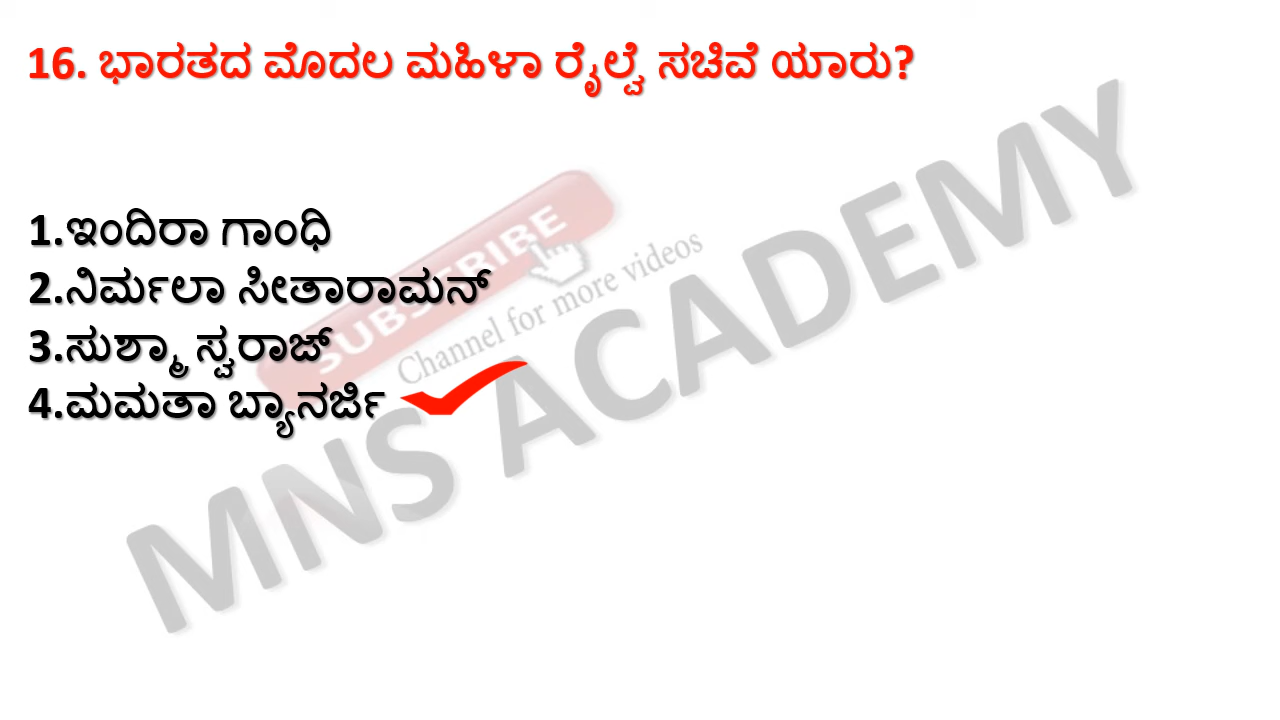 16. ಭಾರತದ ಮೊದಲ ಮಹಿಳಾ ರೈಲ್ವೆ ಸಚಿವೆ ಯಾರು?
1.ಇಂದಿರಾ ಗಾಂಧಿ
2.ನಿರ್ಮಲಾ ಸೀತಾರಾಮನ್
3.ಸುಶ್ಮಾ ಸ್ವರಾಜ್
4.ಮಮತಾ ಬ್ಯಾನರ್ಜಿ
SUBSCRIBE
Channel for more videos
MNS ACADEMY